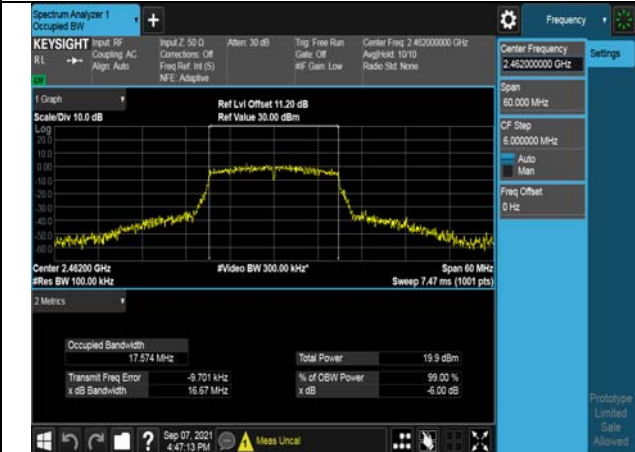 Spectrum Analyzer 1
Occupied BW
+
Frequency
KEYSIGHT
RL
Input: RF
Coupling: AC
Align: Auto
Input Z: 50 Ω
Corrections: Off
Freq Ref: Int (S)
NFE: Adaptive
Atten: 30 dB
Trig: Free Run
Gate: Off
#IF Gain: Low
Center Freq: 2.462000000 GHz
Avg|Hold: 10/10
Radio Std: None
Center Frequency
2.462000000 GHz
Settings
Span
60.000 MHz
CF Step
6.000000 MHz
Auto
Man
Freq Offset
0 Hz
1 Graph
Scale/Div 10.0 dB
Ref Lvl Offset 11.20 dB
Ref Value 30.00 dBm
Log
20.0
10.0
0.00
-10.0
-20.0
-30.0
-40.0
-50.0
-60.0
Center 2.46200 GHz
#Res BW 100.00 kHz
#Video BW 300.00 kHz*
Span 60 MHz
Sweep 7.47 ms (1001 pts)
2 Metrics
Occupied Bandwidth
17.574 MHz
Total Power
19.9 dBm
Transmit Freq Error
-9.701 kHz
% of OBW Power
99.00 %
x dB Bandwidth
16.67 MHz
x dB
-6.00 dB
Prototype
Limited
Sale
Allowed
?
Sep 07, 2021
4:47:13 PM
Meas Uncal